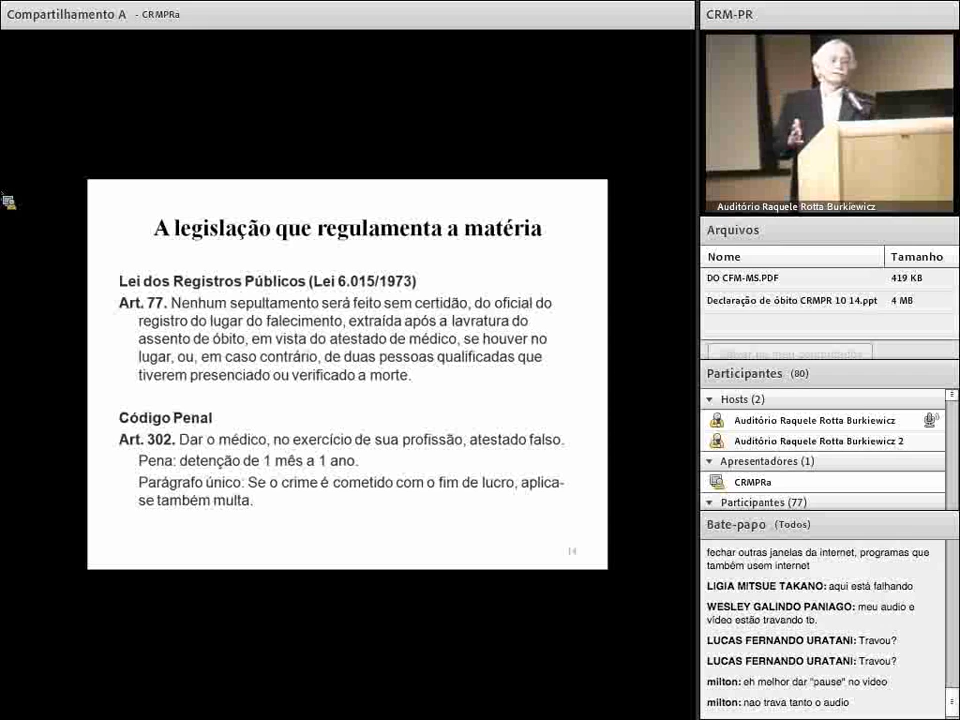 Compartilhamento A - CRMPRa
A legislação que regulamenta a matéria
Lei dos Registros Públicos (Lei 6.015/1973)
Art. 77. Nenhum sepultamento será feito sem certidão, do oficial do
registro do lugar do falecimento, extraída após a lavratura do
assento de óbito, em vista do atestado de médico, se houver no
lugar, ou, em caso contrário, de duas pessoas qualificadas que
tiverem presenciado ou verificado a morte.
Código Penal
Art. 302. Dar o médico, no exercício de sua profissão, atestado falso.
Pena: detenção de 1 mês a 1 ano.
Parágrafo único: Se o crime é cometido com o fim de lucro, aplica-
se também multa.
14
CRM-PR
Auditório Raquele Rotta Burkiewicz
Arquivos
Nome Tamanho
DO CFM-MS.PDF 419 KB
Declaração de óbito CRMPR 10 14.ppt 4 MB
Participantes (80)
Hosts (2)
Auditório Raquele Rotta Burkiewicz
Auditório Raquele Rotta Burkiewicz 2
Apresentadores (1)
CRMPRa
Participantes (77)
Bate-papo (Todos)
fechar outras janelas da internet, programas que
também usem internet
LIGIA MITSUE TAKANO: aqui está falhando
WESLEY GALINDO PANIAGO: meu audio e
vídeo estão travando tb.
LUCAS FERNANDO URATANI: Travou?
LUCAS FERNANDO URATANI: Travou?
milton: eh melhor dar "pause" no video
milton: nao trava tanto o audio